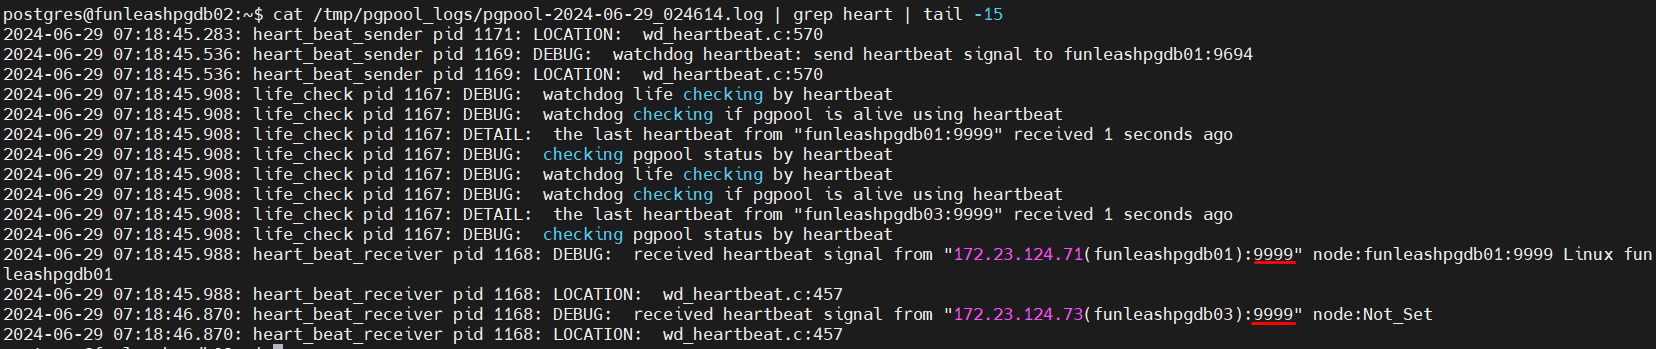 postgres@funleashpgdb02:~$ cat /tmp/pgpool_logs/pgpool-2024-06-29_024614.log | grep heart | tail -15
2024-06-29 07:18:45.283: heart_beat_sender pid 1171: LOCATION:  wd_heartbeat.c:570
2024-06-29 07:18:45.536: heart_beat_sender pid 1169: DEBUG:  watchdog heartbeat: send heartbeat signal to funleashpgdb01:9694
2024-06-29 07:18:45.536: heart_beat_sender pid 1169: LOCATION:  wd_heartbeat.c:570
2024-06-29 07:18:45.908: life_check pid 1167: DEBUG:  watchdog life checking by heartbeat
2024-06-29 07:18:45.908: life_check pid 1167: DEBUG:  watchdog checking if pgpool is alive using heartbeat
2024-06-29 07:18:45.908: life_check pid 1167: DETAIL:  the last heartbeat from "funleashpgdb01:9999" received 1 seconds ago
2024-06-29 07:18:45.908: life_check pid 1167: DEBUG:  checking pgpool status by heartbeat
2024-06-29 07:18:45.908: life_check pid 1167: DEBUG:  watchdog life checking by heartbeat
2024-06-29 07:18:45.908: life_check pid 1167: DEBUG:  watchdog checking if pgpool is alive using heartbeat
2024-06-29 07:18:45.908: life_check pid 1167: DETAIL:  the last heartbeat from "funleashpgdb03:9999" received 1 seconds ago
2024-06-29 07:18:45.908: life_check pid 1167: DEBUG:  checking pgpool status by heartbeat
2024-06-29 07:18:45.988: heart_beat_receiver pid 1168: DEBUG:  received heartbeat signal from "172.23.124.71(funleashpgdb01):9999" node:funleashpgdb01:9999 Linux fun
leashpgdb01
2024-06-29 07:18:45.988: heart_beat_receiver pid 1168: LOCATION:  wd_heartbeat.c:457
2024-06-29 07:18:46.870: heart_beat_receiver pid 1168: DEBUG:  received heartbeat signal from "172.23.124.73(funleashpgdb03):9999" node:Not_Set
2024-06-29 07:18:46.870: heart_beat_receiver pid 1168: LOCATION:  wd_heartbeat.c:457